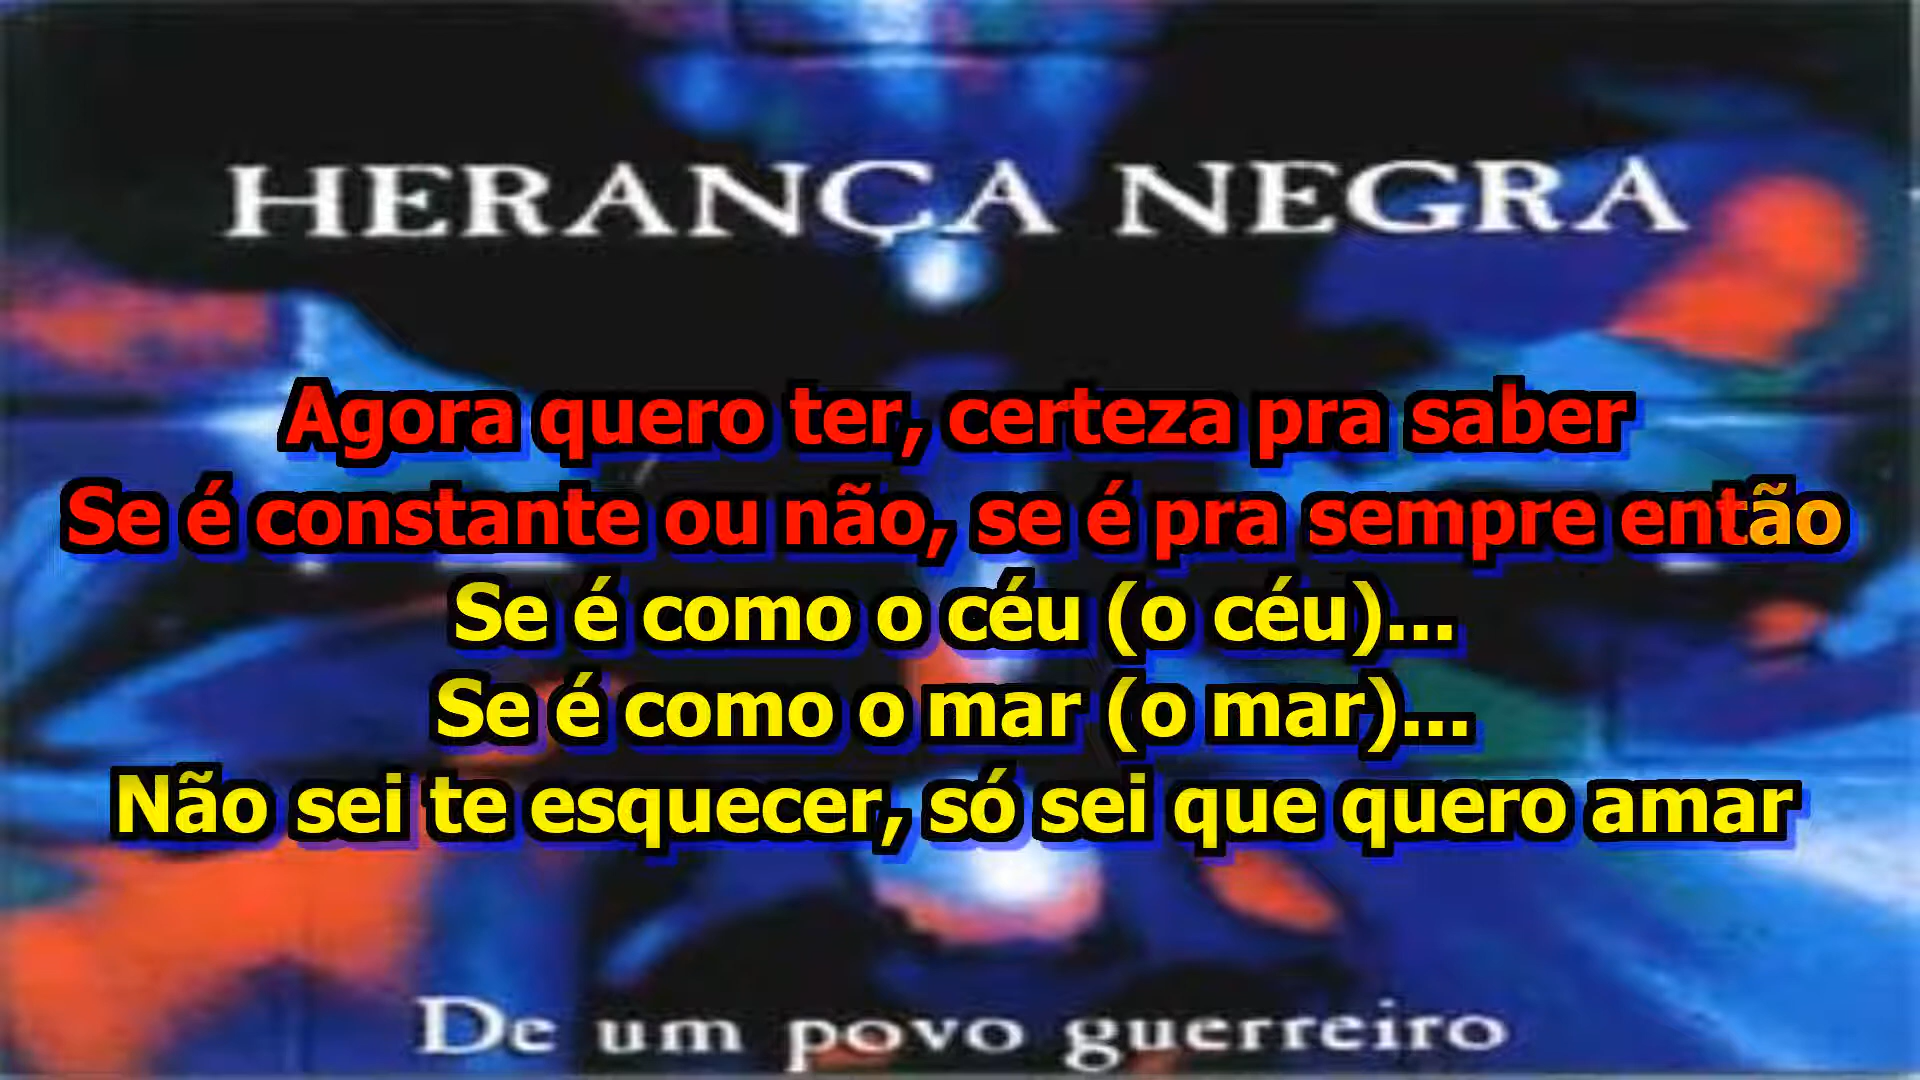 HERANÇA NEGRA
Agora quero ter, certeza pra saber
Se é constante ou não, se é pra sempre então
Se é como o céu (o céu)...
Se é como o mar (o mar)...
Não sei te esquecer, só sei que quero amar
De um povo guerreiro